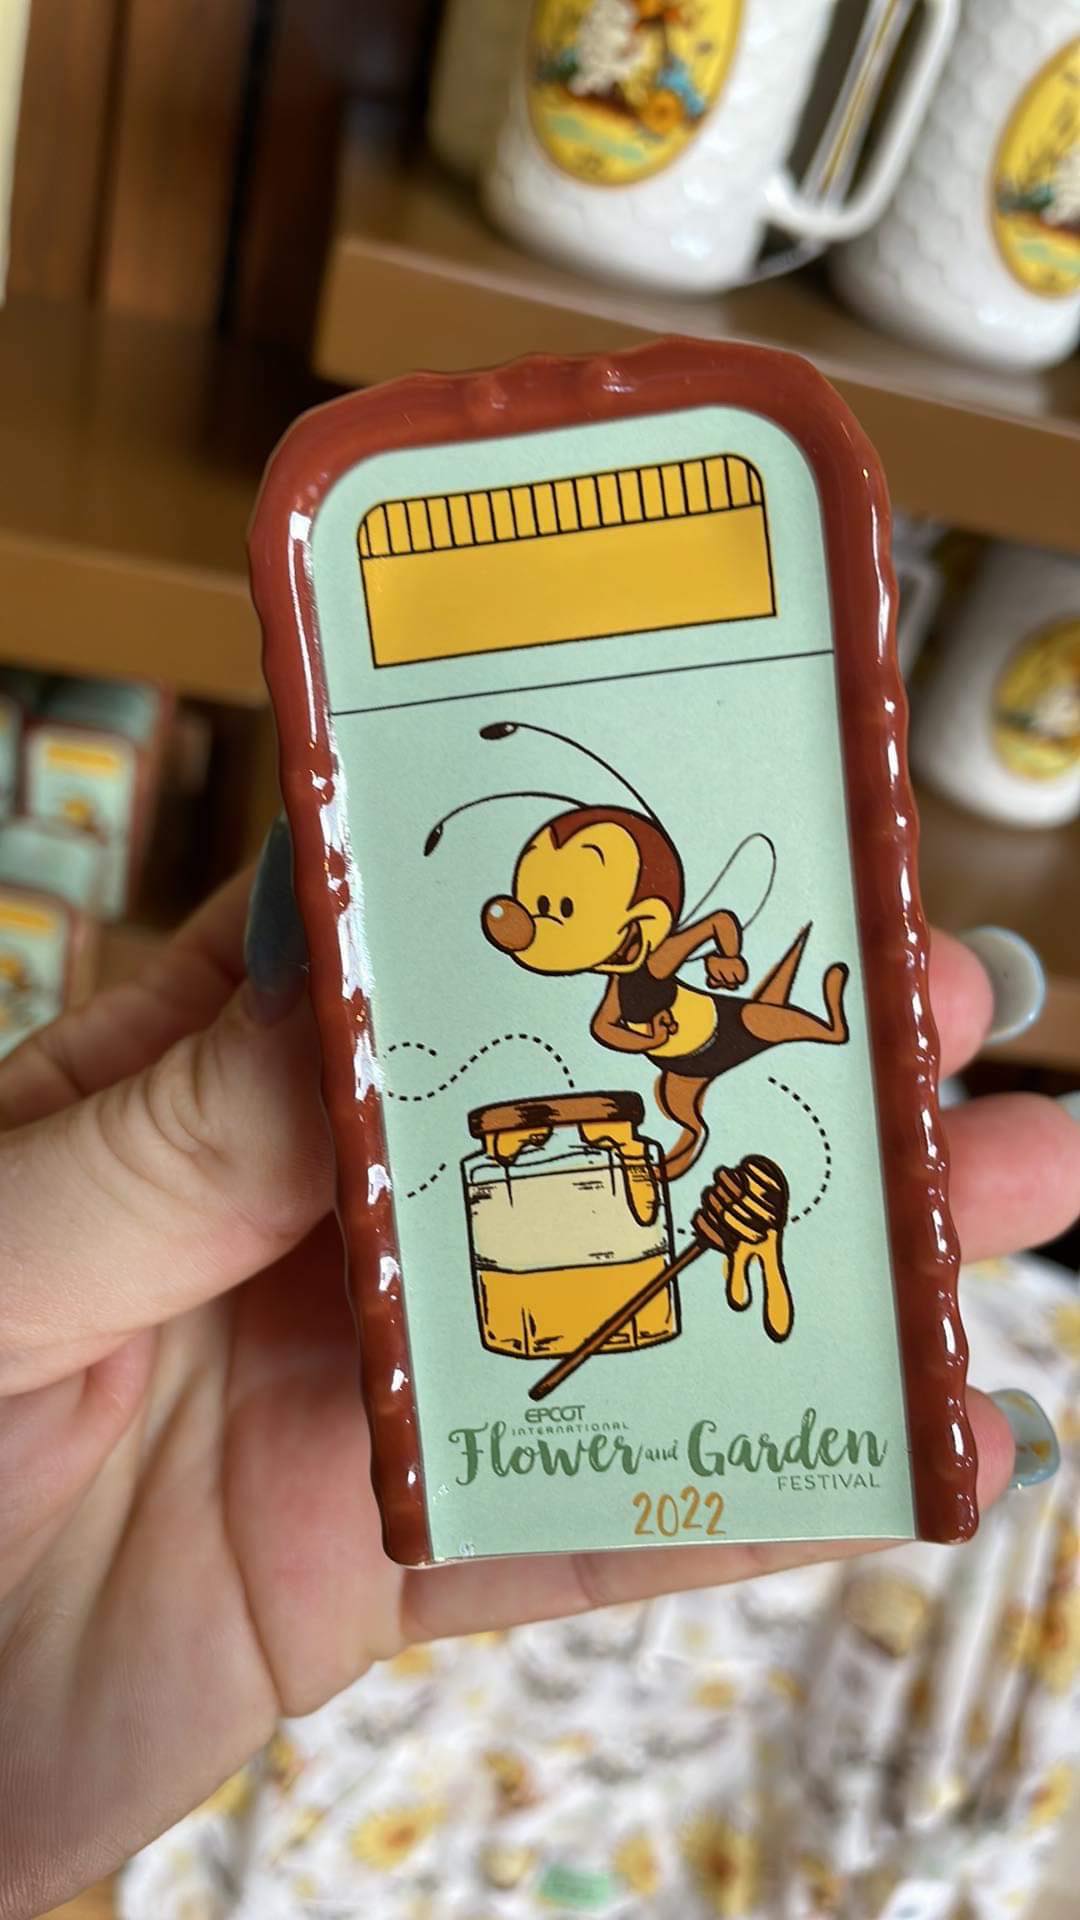 EPCOT
INTERNATIONAL
Flower and Garden
FESTIVAL
2022